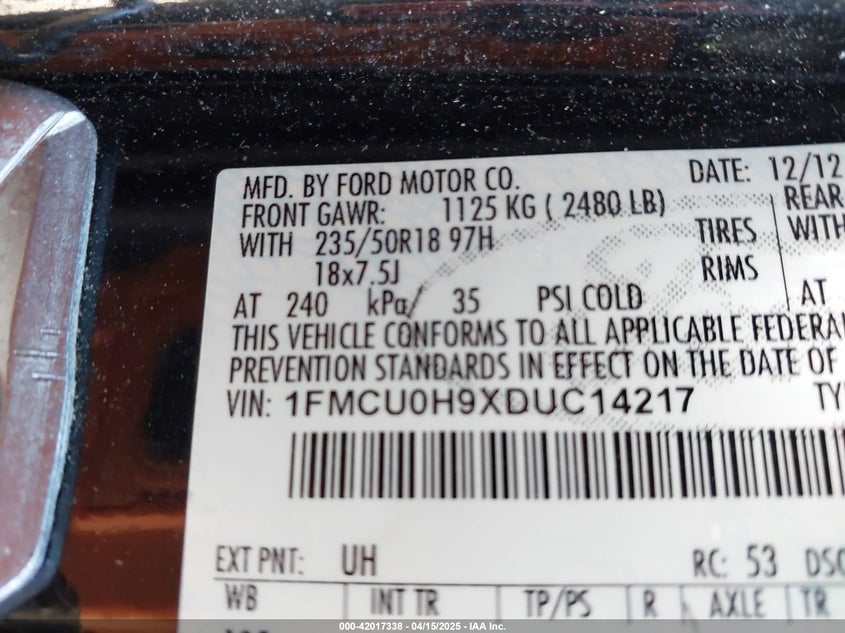 MFD. BY FORD MOTOR CO. DATE: 12/12
FRONT GAWR: 1125 KG ( 2480 LB) REAR
WITH 235/50R18 97H TIRES WITH
18x7.5J RIMS
AT 240 kPa/ 35 PSI COLD AT
THIS VEHICLE CONFORMS TO ALL APPLICABLE FEDERAL
PREVENTION STANDARDS IN EFFECT ON THE DATE OF
VIN: 1FMCU0H9XDUC14217 TY
EXT PNT: UH RC: 53 DSO
WB INT TR TP/PS R AXLE TR
000-42017338 - 04/15/2025 - IAA Inc.